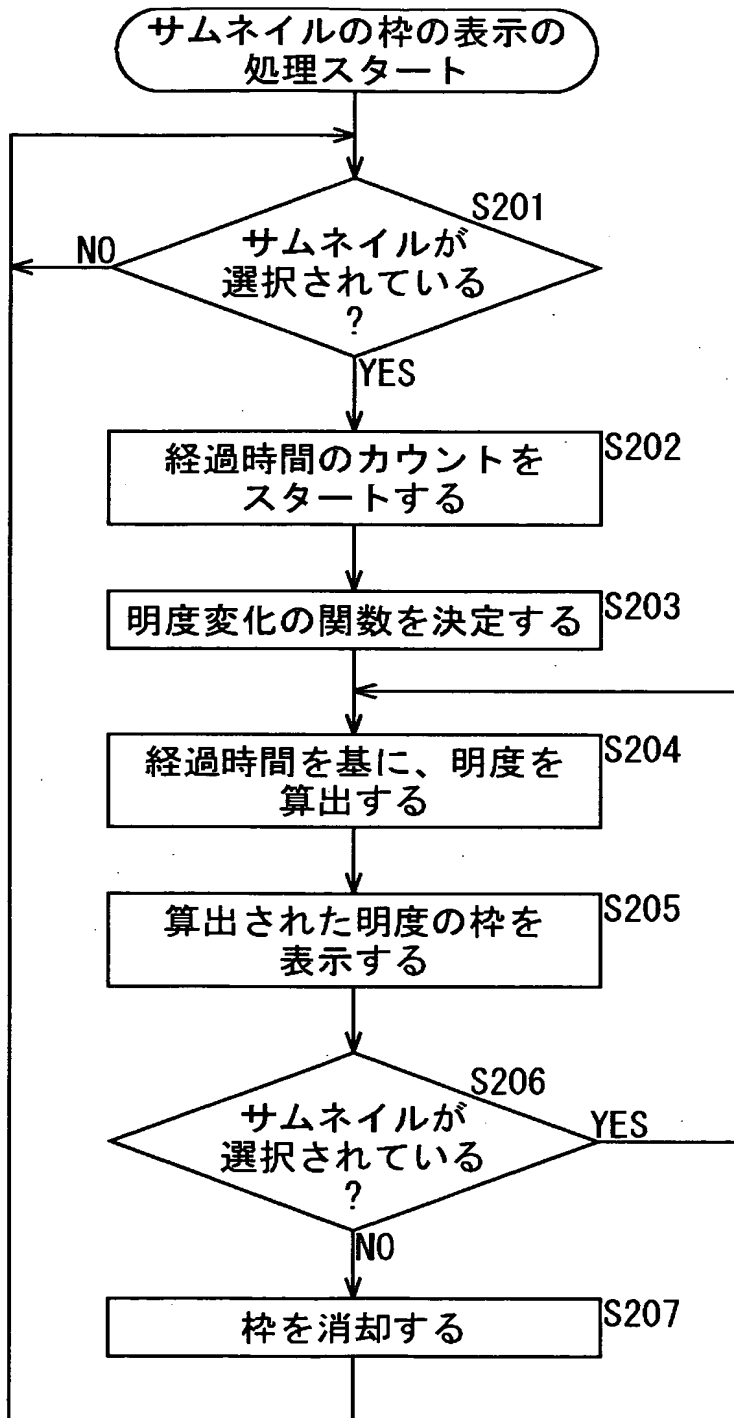 サムネイルの枠の表示の
処理スタート
S201
NO
サムネイルが
選択されている
?
YES
S202
経過時間のカウントを
スタートする
S203
明度変化の関数を決定する
S204
経過時間を基に、明度を
算出する
S205
算出された明度の枠を
表示する
S206
サムネイルが
選択されている
?
YES
NO
S207
枠を消却する